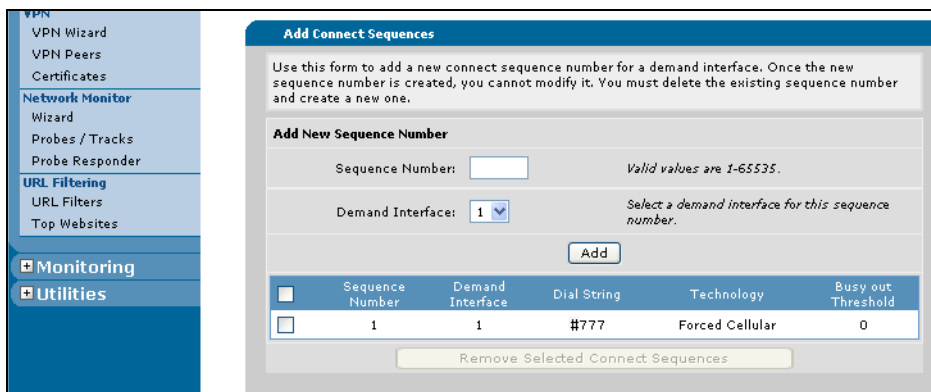 VPN
VPN Wizard
VPN Peers
Certificates
Network Monitor
Wizard
Probes / Tracks
Probe Responder
URL Filtering
URL Filters
Top Websites
Monitoring
Utilities
Add Connect Sequences
Use this form to add a new connect sequence number for a demand interface. Once the new
sequence number is created, you cannot modify it. You must delete the existing sequence number
and create a new one.
Add New Sequence Number
Sequence Number: Valid values are 1-65535.
Demand Interface: 1 Select a demand interface for this sequence
number.
Add
Sequence Number Demand Interface Dial String Technology Busy out Threshold
1 1 #777 Forced Cellular 0
Remove Selected Connect Sequences